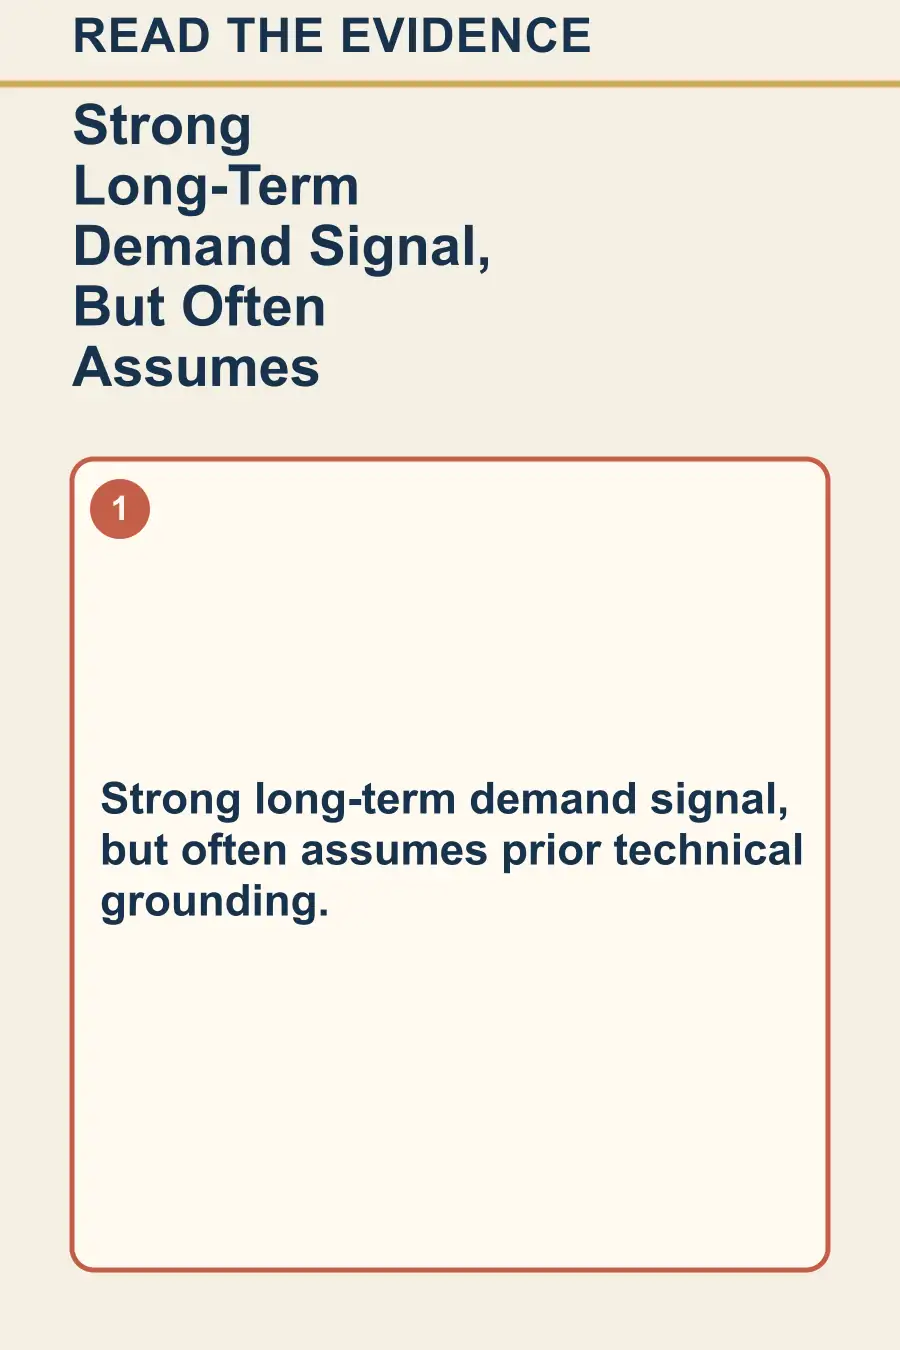 READ THE EVIDENCE
Strong
Long-Term
Demand Signal,
But Often
Assumes
1
Strong long-term demand signal,
but often assumes prior technical
grounding.